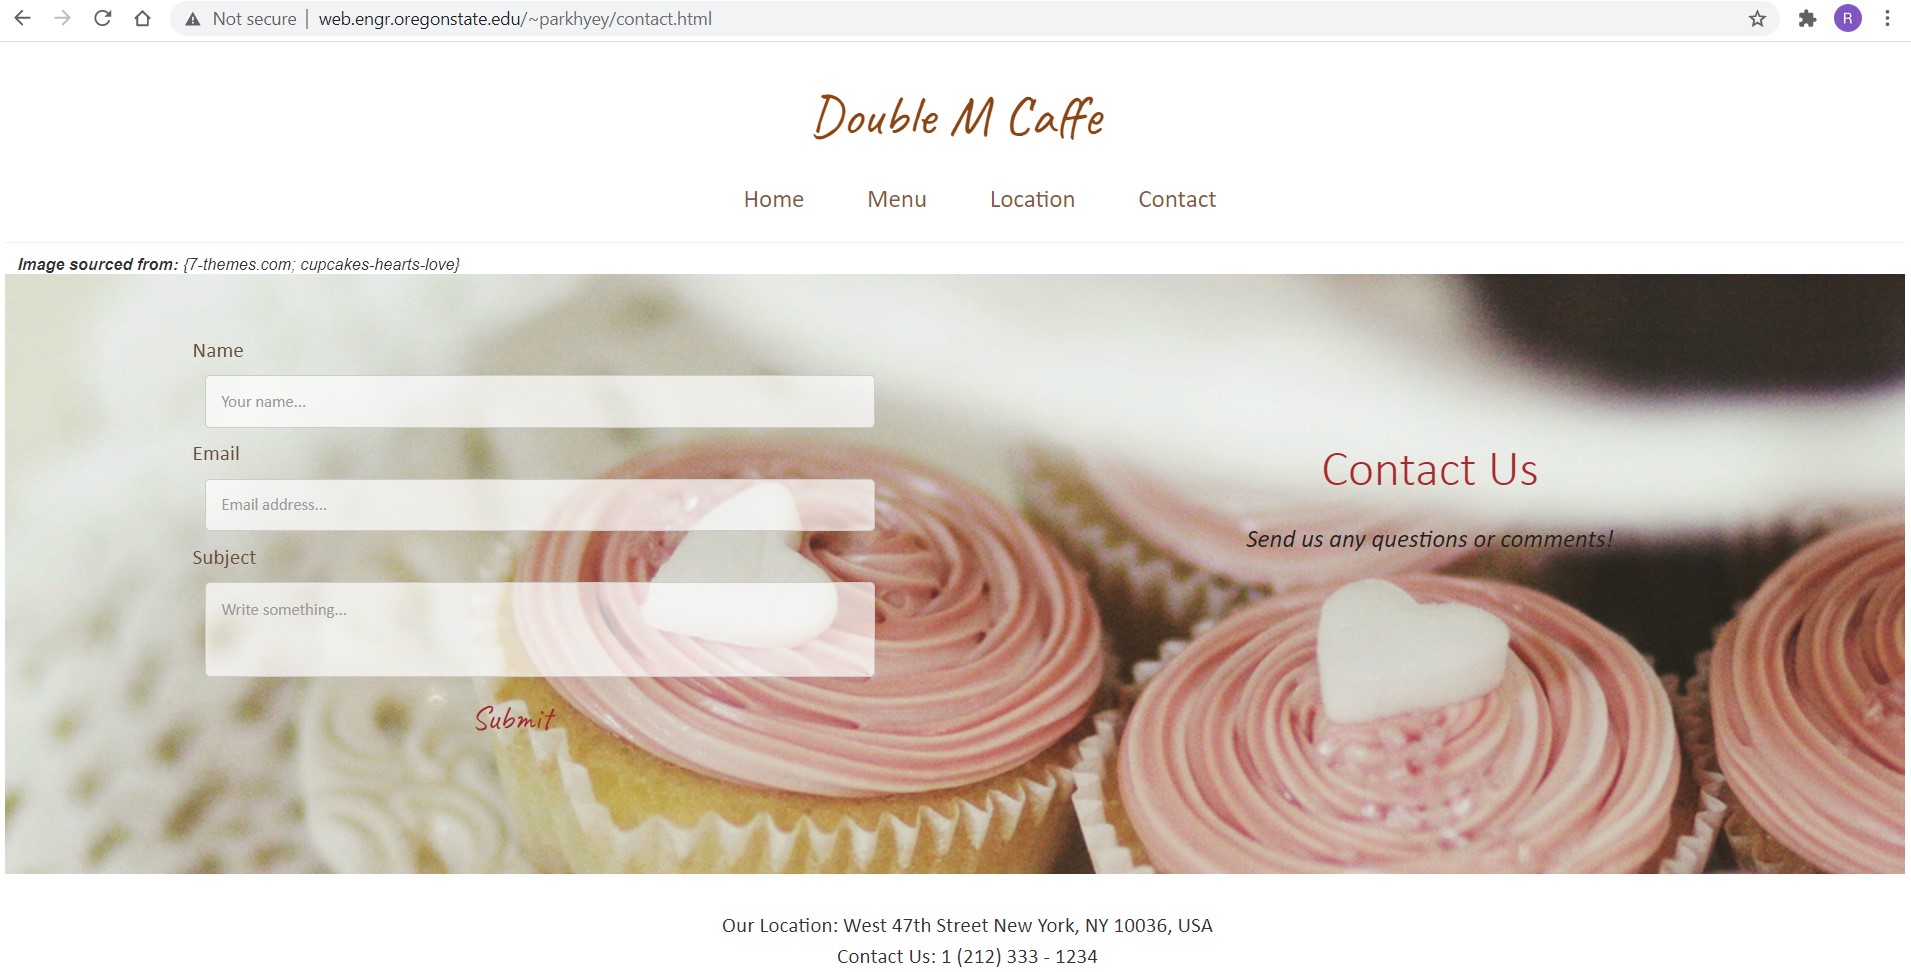 Not secure | web.engr.oregonstate.edu/~parkhyey/contact.html
R
Double M Caffe
Home Menu Location Contact
Image sourced from: {7-themes.com; cupcakes-hearts-love}
Name
Your name...
Email
Email address...
Subject
Write something...
Submit
Contact Us
Send us any questions or comments!
Our Location: West 47th Street New York, NY 10036, USA
Contact Us: 1 (212) 333 - 1234